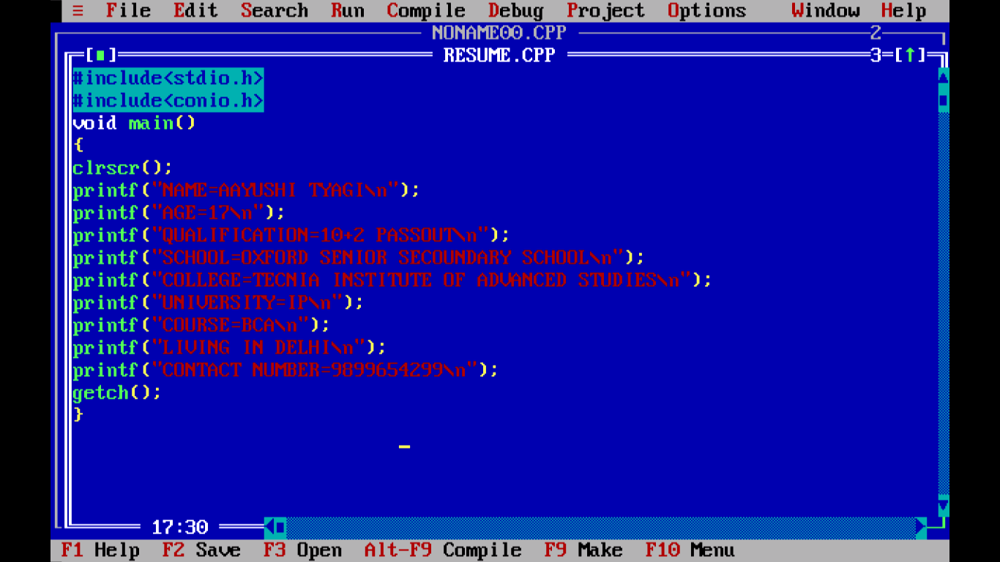 ≡ File Edit Search Run Compile Debug Project Options Window Help
NONAME00.CPP 2
[■] RESUME.CPP 3=[↑]
#include<stdio.h>
#include<conio.h>
void main()
{
clrscr();
printf("NAME=AAYUSHI TYAGI\n");
printf("AGE=17\n");
printf("QUALIFICATION=10+2 PASSOUT\n");
printf("SCHOOL=OXFORD SENIOR SECOUNDARY SCHOOL\n");
printf("COLLEGE=TECNIA INSTITUTE OF ADVANCED STUDIES\n");
printf("UNIVERSITY=IP\n");
printf("COURSE=BCA\n");
printf("LIVING IN DELHI\n");
printf("CONTACT NUMBER=9899654299\n");
getch();
}
17:30
F1 Help F2 Save F3 Open Alt-F9 Compile F9 Make F10 Menu